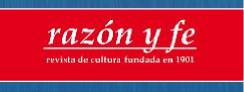 razón y fe
revista de cultura fundada en 1901